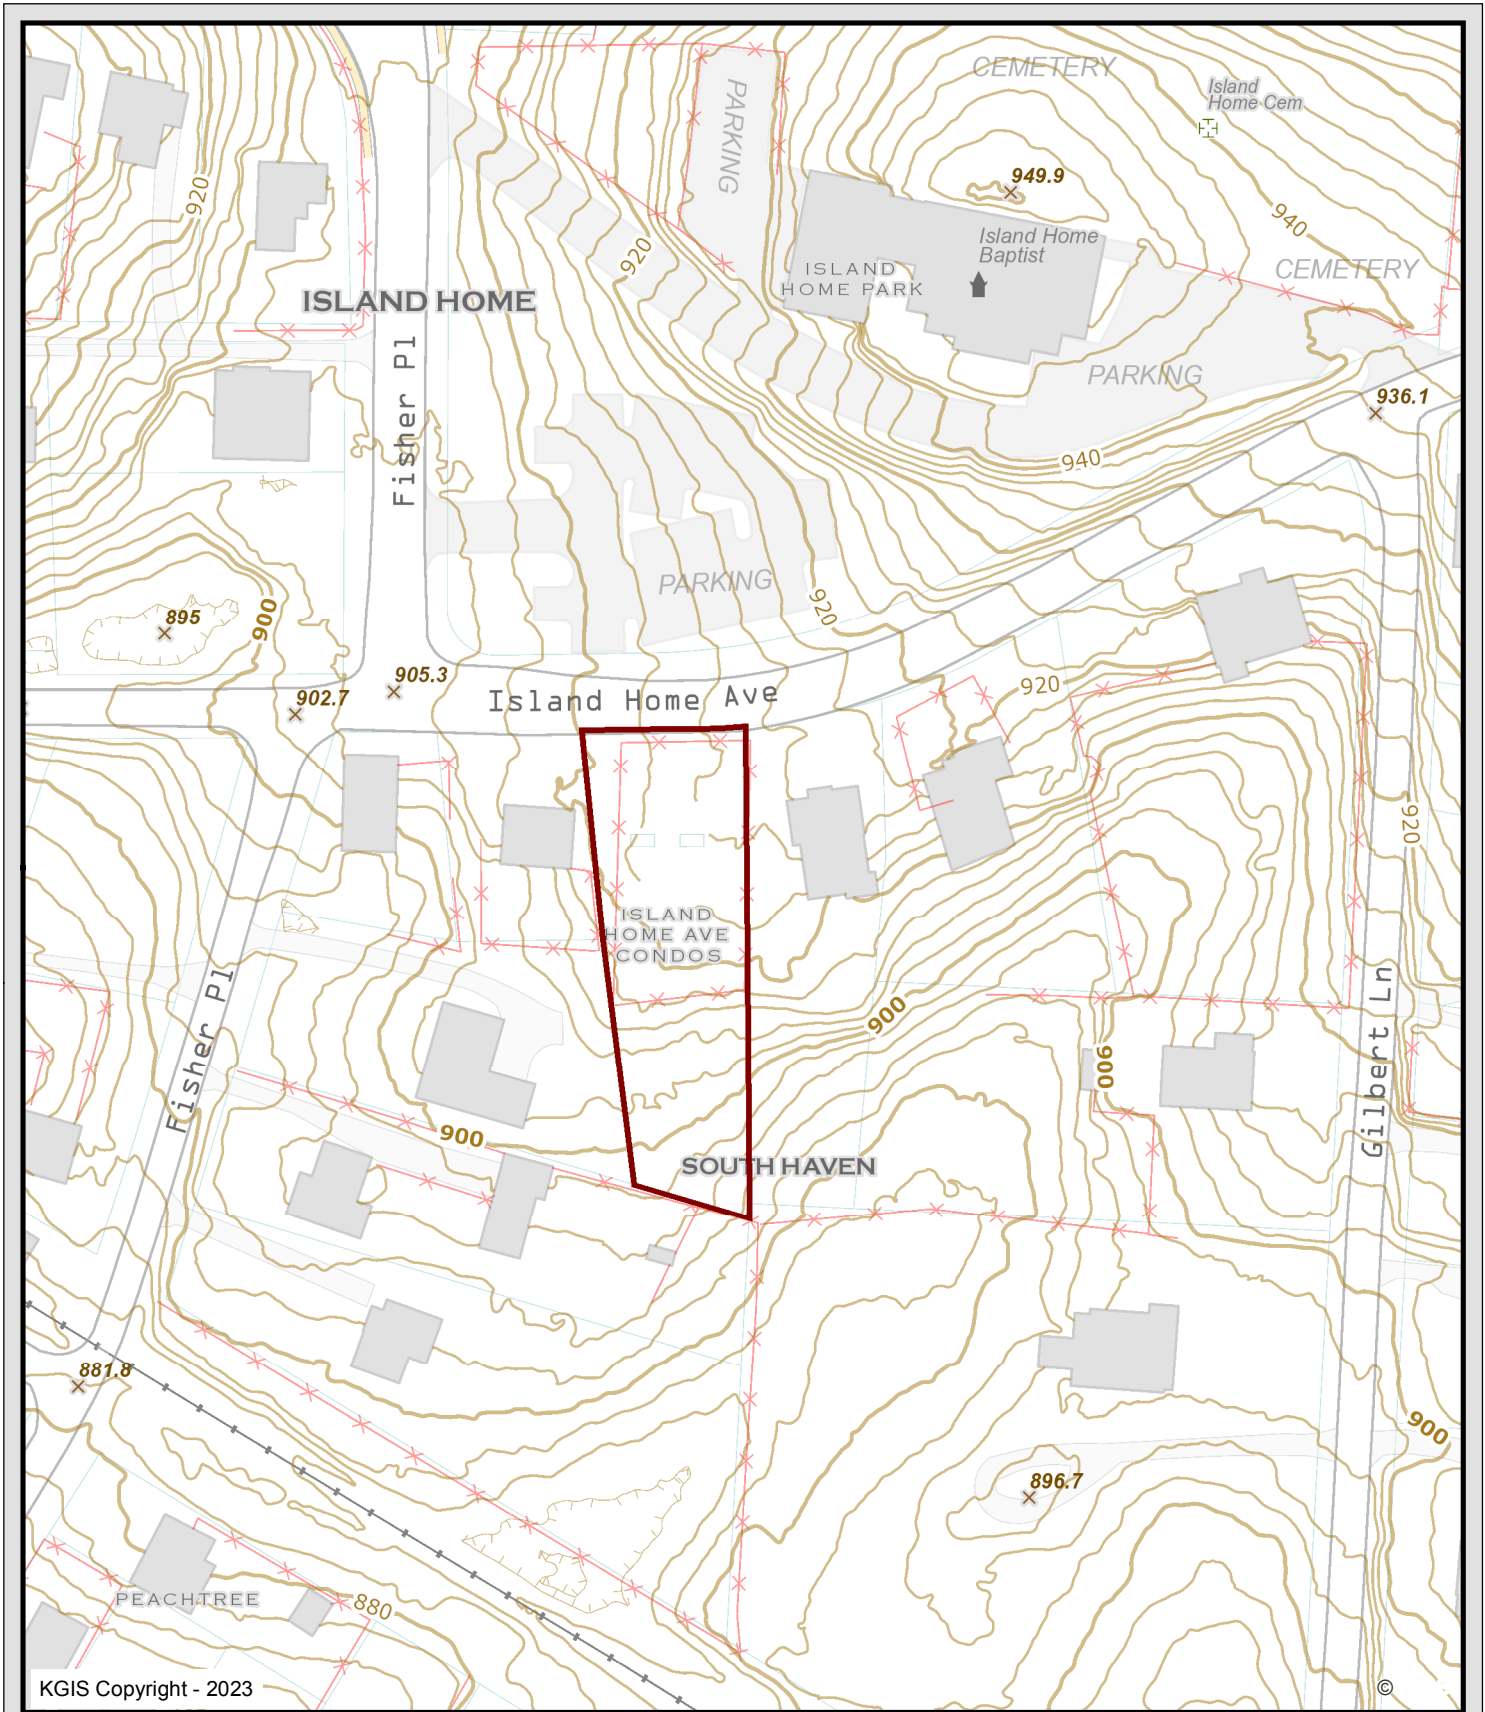 CEMETERY
Island
Home Cem
PARKING
949.9
920
940
920
Island Home
Baptist
ISLAND
HOME PARK
CEMETERY
ISLAND HOME
Fisher Pl
PARKING
936.1
940
PARKING
895
900
920
905.3
902.7
Island Home Ave
920
920
ISLAND
HOME AVE
CONDOS
Fisher Pl
900
900
Gilbert Ln
900
SOUTH HAVEN
881.8
900
896.7
PEACHTREE
880
KGIS Copyright - 2023
©